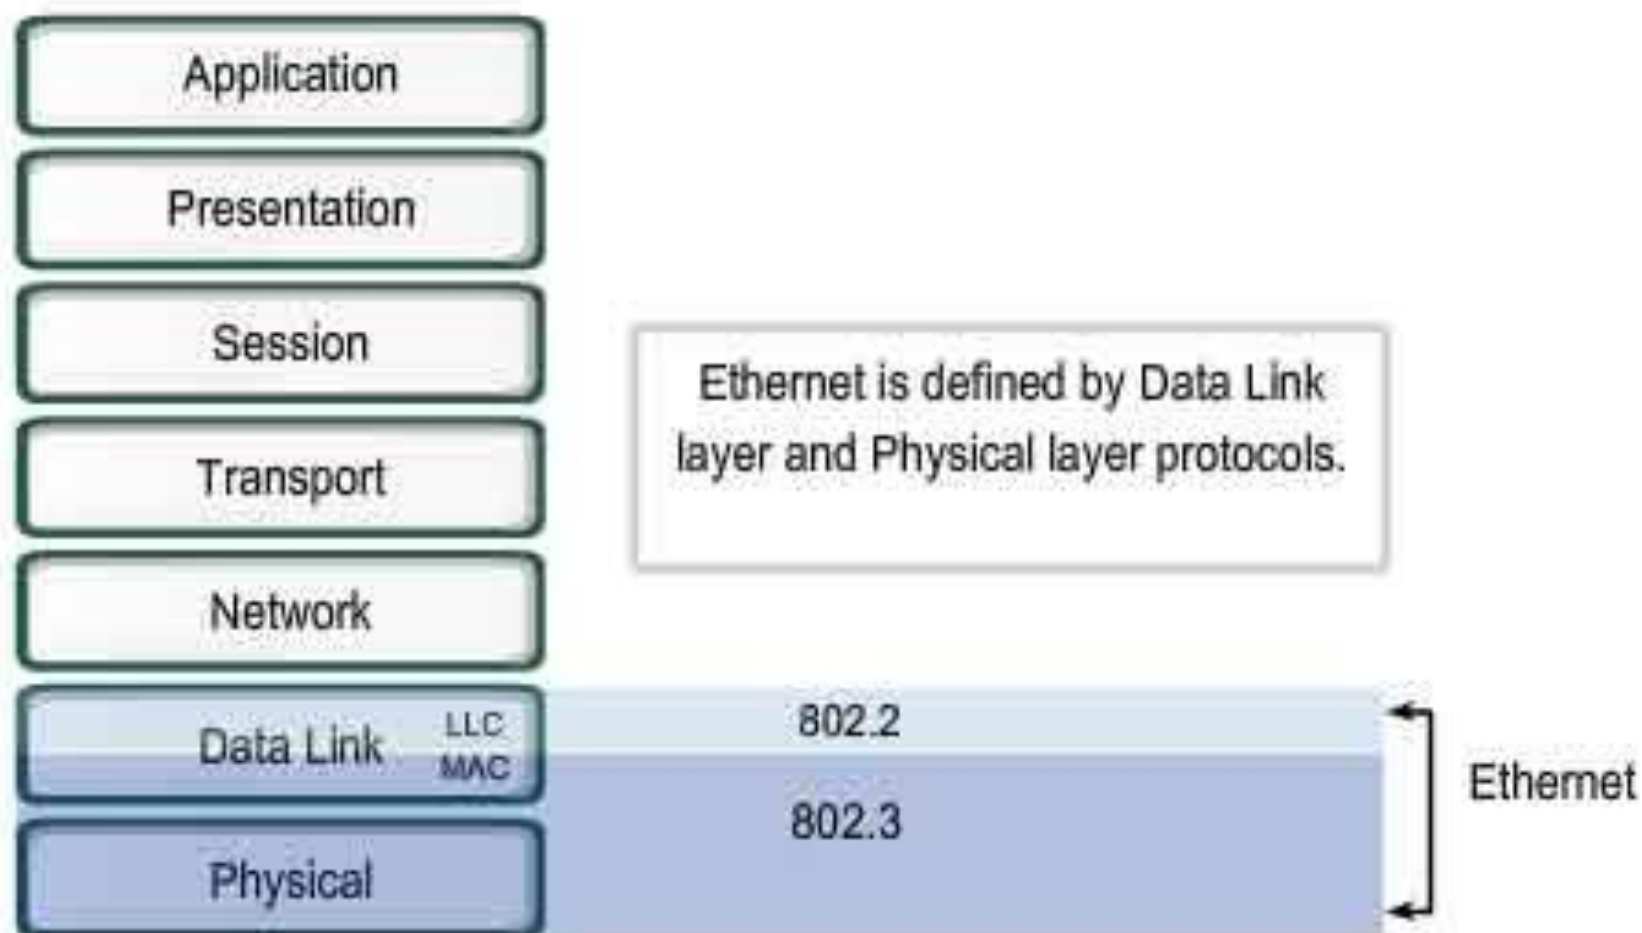 Application
Presentation
Session
Ethernet is defined by Data Link
layer and Physical layer protocols.
Transport
Network
Data Link
LLC
MAC
802.2
802.3
Ethernet
Physical